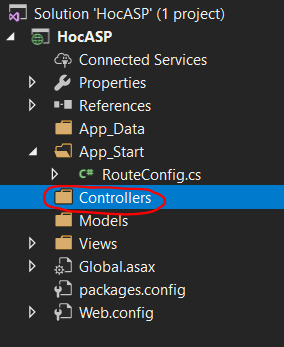 Solution 'HocASP' (1 project)
HocASP
Connected Services
Properties
References
App_Data
App_Start
C# RouteConfig.cs
Controllers
Models
Views
Global.asax
packages.config
Web.config